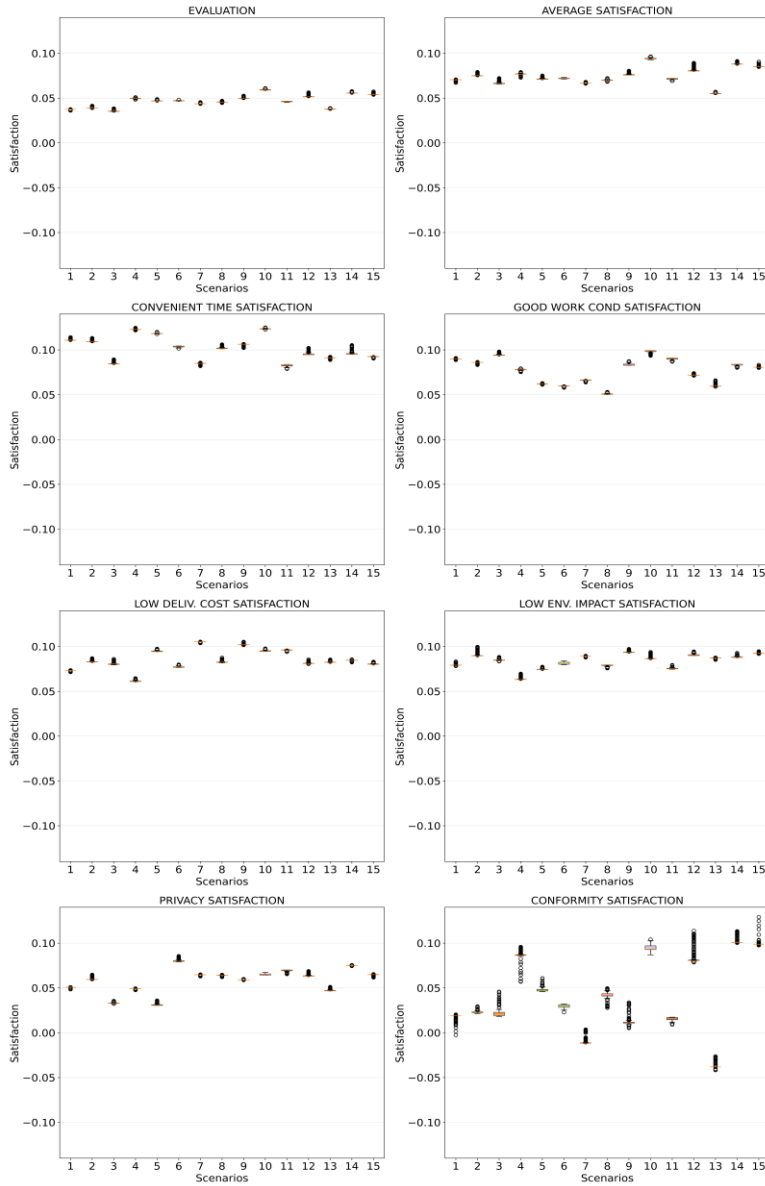 EVALUATION
Satisfaction
0.10
0.05
0.00
−0.05
−0.10
1 2 3 4 5 6 7 8 9 10 11 12 13 14 15
Scenarios
AVERAGE SATISFACTION
Satisfaction
0.10
0.05
0.00
−0.05
−0.10
1 2 3 4 5 6 7 8 9 10 11 12 13 14 15
Scenarios
CONVENIENT TIME SATISFACTION
Satisfaction
0.10
0.05
0.00
−0.05
−0.10
1 2 3 4 5 6 7 8 9 10 11 12 13 14 15
Scenarios
GOOD WORK COND SATISFACTION
Satisfaction
0.10
0.05
0.00
−0.05
−0.10
1 2 3 4 5 6 7 8 9 10 11 12 13 14 15
Scenarios
LOW DELIV. COST SATISFACTION
Satisfaction
0.10
0.05
0.00
−0.05
−0.10
1 2 3 4 5 6 7 8 9 10 11 12 13 14 15
Scenarios
LOW ENV. IMPACT SATISFACTION
Satisfaction
0.10
0.05
0.00
−0.05
−0.10
1 2 3 4 5 6 7 8 9 10 11 12 13 14 15
Scenarios
PRIVACY SATISFACTION
Satisfaction
0.10
0.05
0.00
−0.05
−0.10
1 2 3 4 5 6 7 8 9 10 11 12 13 14 15
Scenarios
CONFORMITY SATISFACTION
Satisfaction
0.10
0.05
0.00
−0.05
−0.10
1 2 3 4 5 6 7 8 9 10 11 12 13 14 15
Scenarios